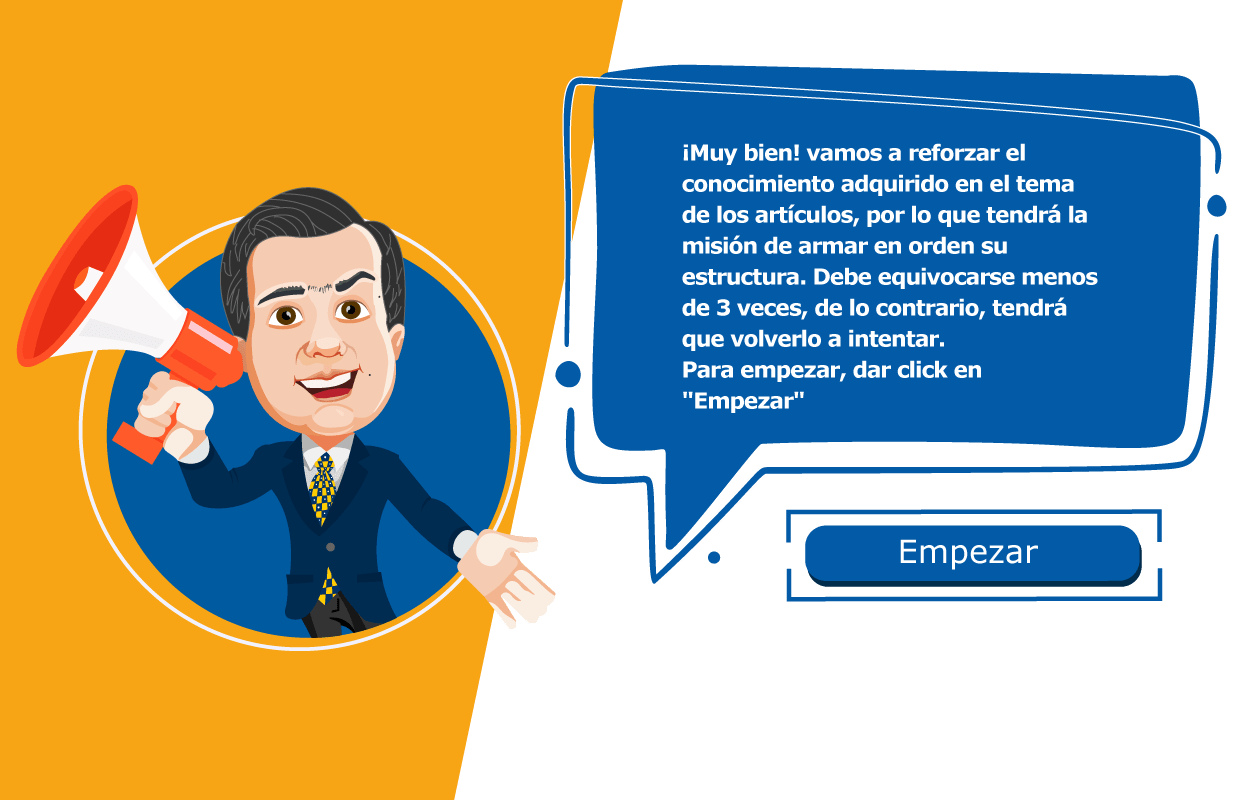 ¡Muy bien! vamos a reforzar el
conocimiento adquirido en el tema
de los artículos, por lo que tendrá la
misión de armar en orden su
estructura. Debe equivocarse menos
de 3 veces, de lo contrario, tendrá
que volverlo a intentar.
Para empezar, dar click en
"Empezar"
Empezar